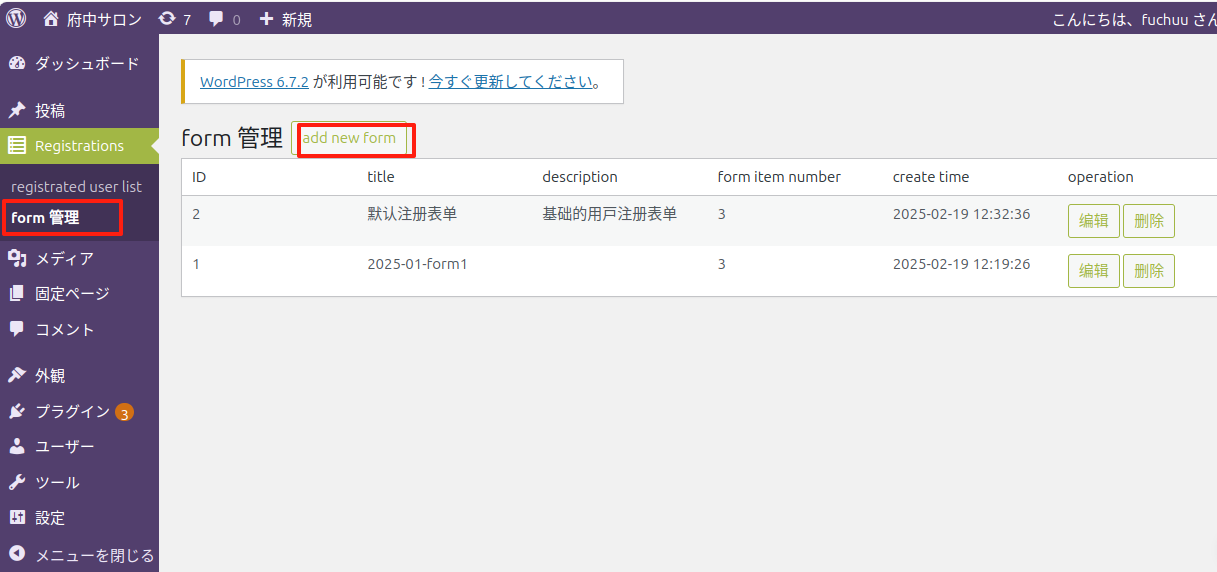 府中サロン 7 0 新規 こんにちは、fuchuu さん
ダッシュボード
投稿
Registrations
registrated user list
form 管理
メディア
固定ページ
コメント
外観
プラグイン 3
ユーザー
ツール
設定
メニューを閉じる
WordPress 6.7.2 が利用可能です ! 今すぐ更新してください。
form 管理 add new form
ID title description form item number create time operation
2 默认注册表单 基础的用户注册表单 3 2025-02-19 12:32:36 编辑 删除
1 2025-01-form1 3 2025-02-19 12:19:26 编辑 删除